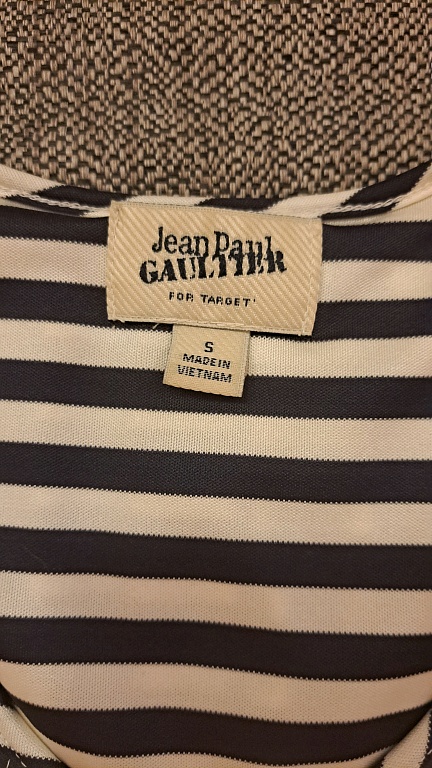 Jean Paul
GAULTIER
FOR TARGET
S
MADE IN
VIETNAM